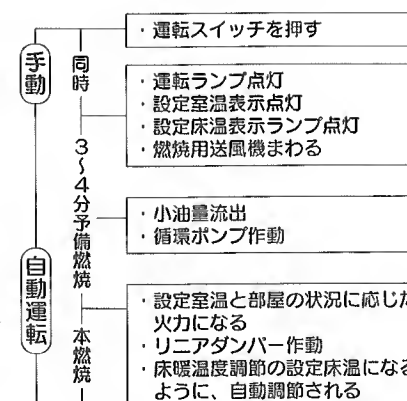 ・運転スイッチを押す
手動
同時
・運転ランプ点灯
・設定室温表示点灯
・設定床温表示ランプ点灯
・燃焼用送風機まわる
3～4分予備燃焼
・小油量流出
・循環ポンプ作動
自動運転
本燃焼
・設定室温と部屋の状況に応じた
火力になる
・リニアダンパー作動
・床暖温度調節の設定床温になる
ように、自動調節される